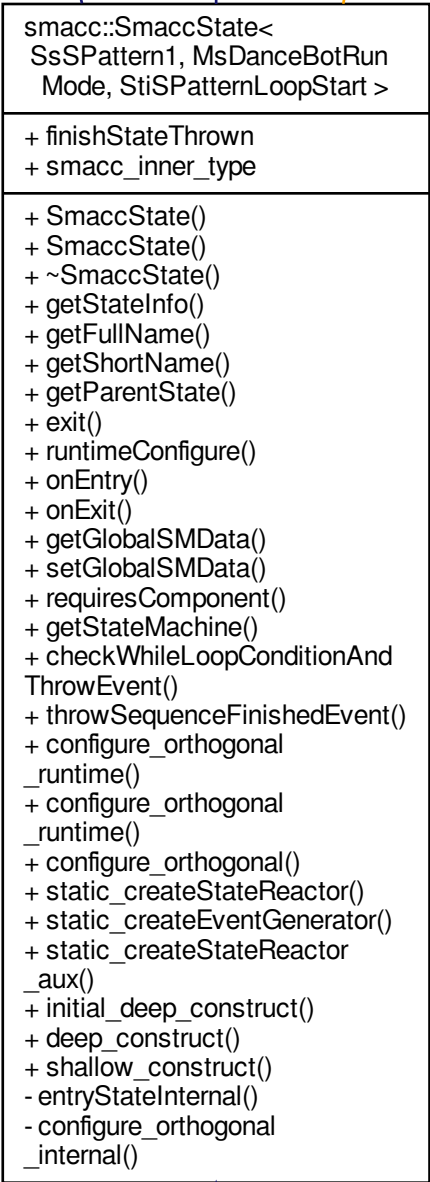 smacc::SmaccState<
SsSPattern1, MsDanceBotRun
Mode, StiSPatternLoopStart >
+ finishStateThrown
+ smacc_inner_type
+ SmaccState()
+ SmaccState()
+ ~SmaccState()
+ getStateInfo()
+ getFullName()
+ getShortName()
+ getParentState()
+ exit()
+ runtimeConfigure()
+ onEntry()
+ onExit()
+ getGlobalSMData()
+ setGlobalSMData()
+ requiresComponent()
+ getStateMachine()
+ checkWhileLoopConditionAnd
ThrowEvent()
+ throwSequenceFinishedEvent()
+ configure_orthogonal
_runtime()
+ configure_orthogonal
_runtime()
+ configure_orthogonal()
+ static_createStateReactor()
+ static_createEventGenerator()
+ static_createStateReactor
_aux()
+ initial_deep_construct()
+ deep_construct()
+ shallow_construct()
- entryStateInternal()
- configure_orthogonal
_internal()